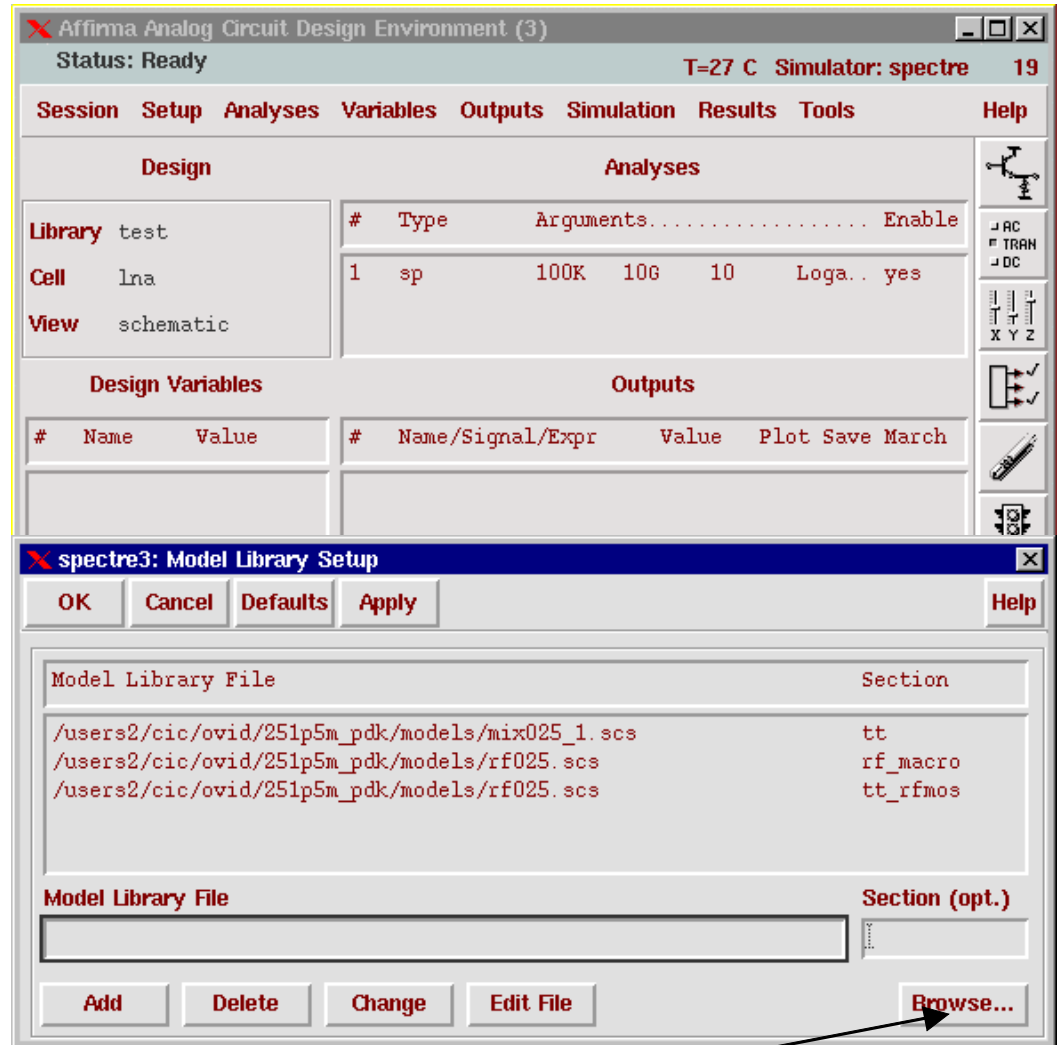 Affirma Analog Circuit Design Environment (3)
Status: Ready T=27 C Simulator: spectre 19
Session Setup Analyses Variables Outputs Simulation Results Tools Help
Design
Analyses
Library test
Cell lna
View schematic
# Type Arguments................... Enable
1 sp 100K 10G 10 Loga.. yes
AC
TRAN
DC
X Y Z
Design Variables
Outputs
# Name Value
# Name/Signal/Expr Value Plot Save March
spectre3: Model Library Setup
OK Cancel Defaults Apply Help
Model Library File Section
/users2/cic/ovid/251p5m_pdk/models/mix025_1.scs tt
/users2/cic/ovid/251p5m_pdk/models/rf025.scs rf_macro
/users2/cic/ovid/251p5m_pdk/models/rf025.scs tt_rfmos
Model Library File Section (opt.)
Add Delete Change Edit File Browse...